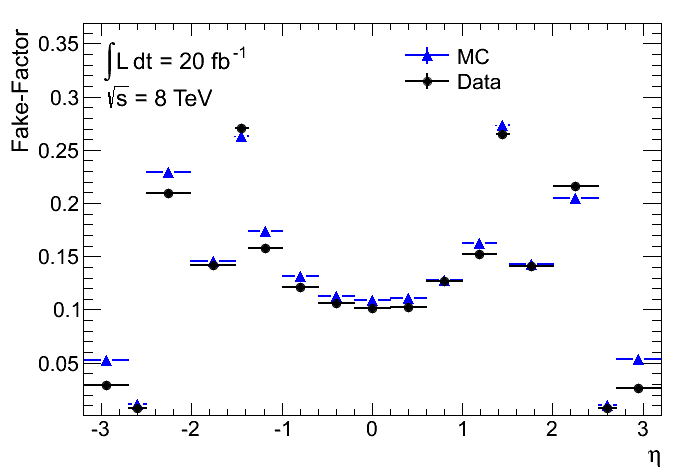 Fake-Factor
∫L dt = 20 fb⁻¹
√s = 8 TeV
MC
Data
0.35
0.3
0.25
0.2
0.15
0.1
0.05
-3 -2 -1 0 1 2 3
η